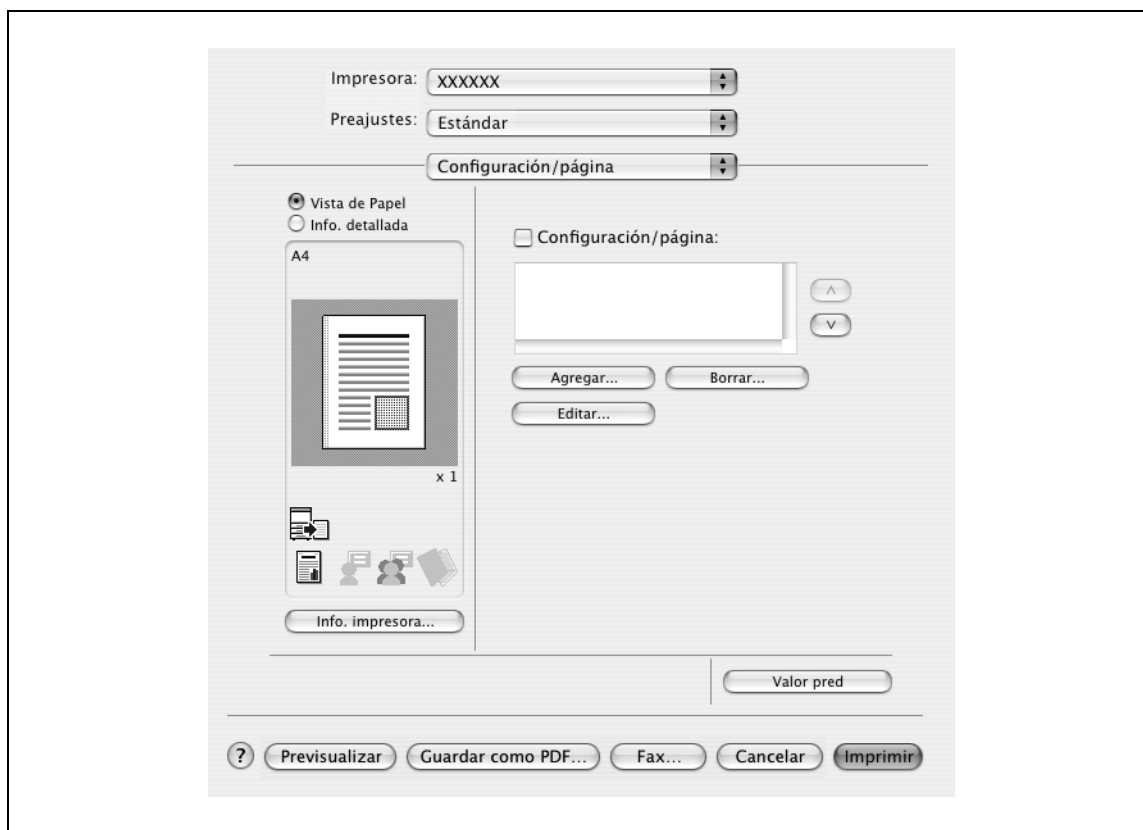 Impresora: XXXXXX
Preajustes: Estándar
Configuración/página
Vista de Papel
Info. detallada
A4
x 1
Info. impresora...
Configuración/página:
Agregar... Borrar...
Editar...
Valor pred
? Previsualizar Guardar como PDF... Fax... Cancelar Imprimir